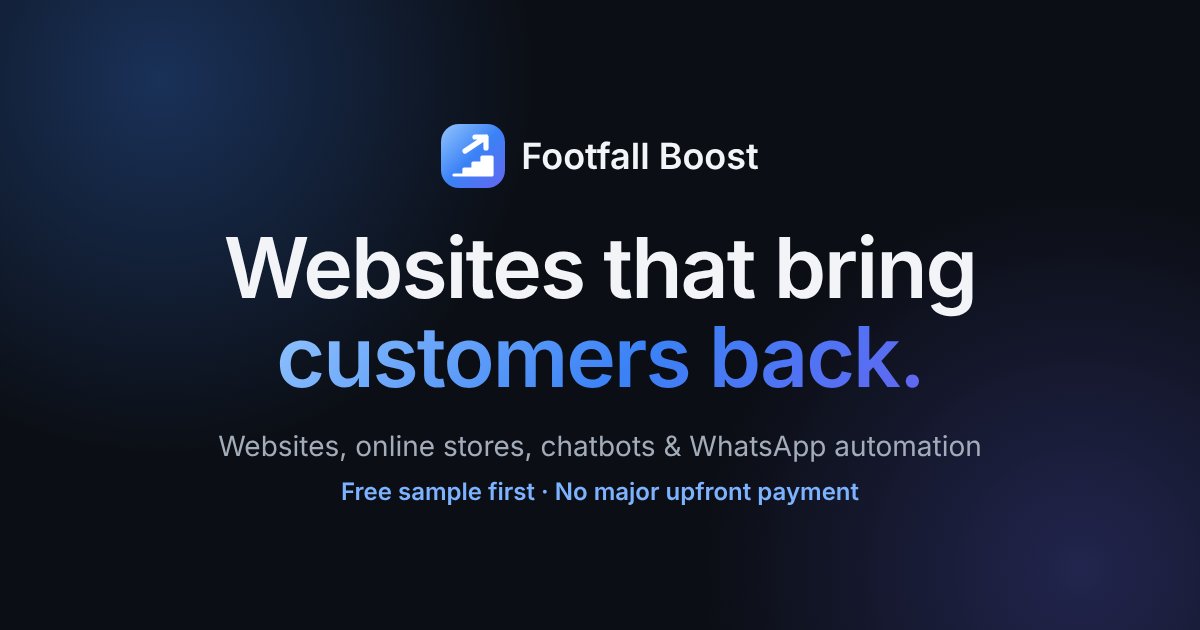 Footfall Boost
Websites that bring
customers back.
Websites, online stores, chatbots & WhatsApp automation
Free sample first · No major upfront payment